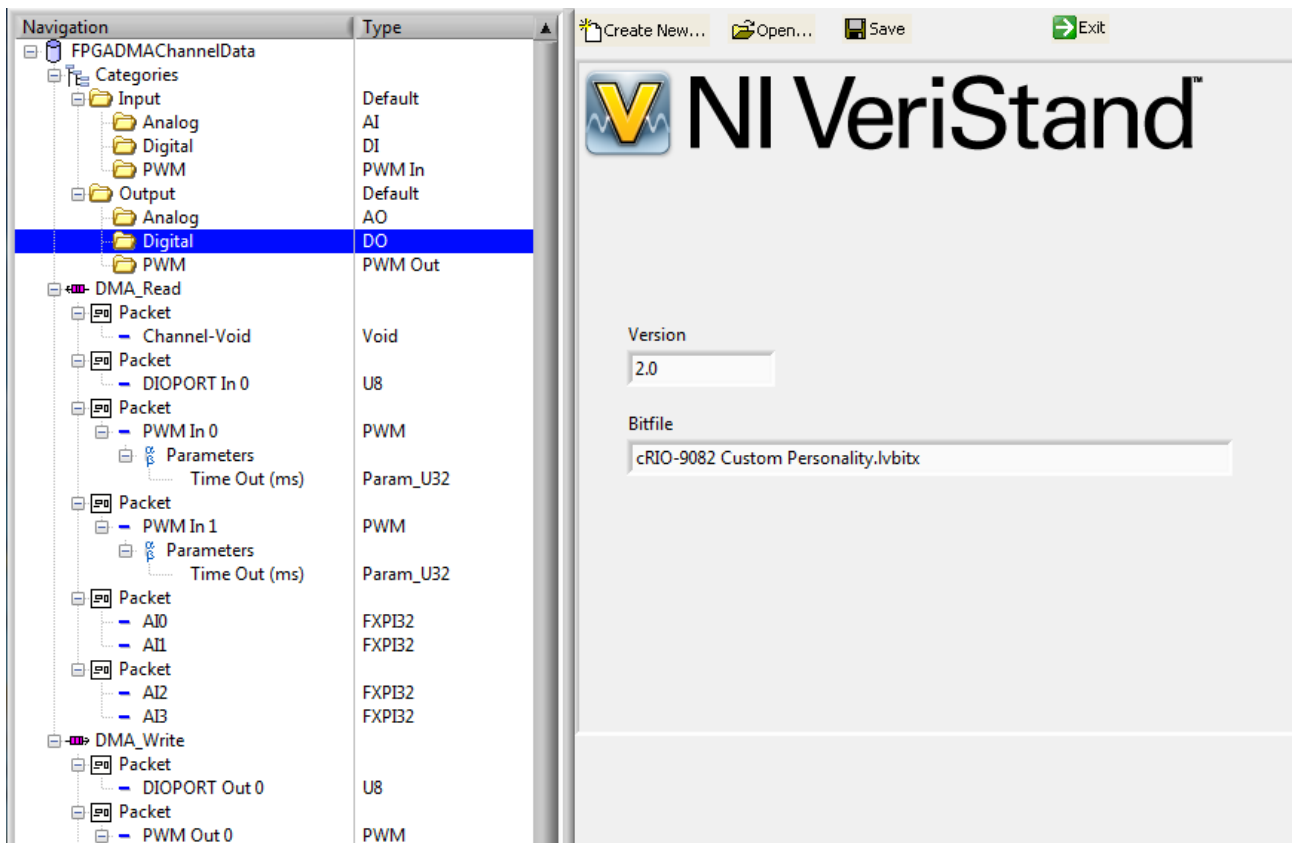 Navigation Type
FPGADMAChannelData
Categories
Input Default
Analog AI
Digital DI
PWM PWM In
Output Default
Analog AO
Digital DO
PWM PWM Out
DMA_Read
Packet
Channel-Void Void
Packet
DIOPORT In 0 U8
Packet
PWM In 0 PWM
Parameters
Time Out (ms) Param_U32
Packet
PWM In 1 PWM
Parameters
Time Out (ms) Param_U32
Packet
AI0 FXPI32
AI1 FXPI32
Packet
AI2 FXPI32
AI3 FXPI32
DMA_Write
Packet
DIOPORT Out 0 U8
Packet
PWM Out 0 PWM
Create New... Open... Save Exit
NI VeriStand™
Version
2.0
Bitfile
cRIO-9082 Custom Personality.lvbitx